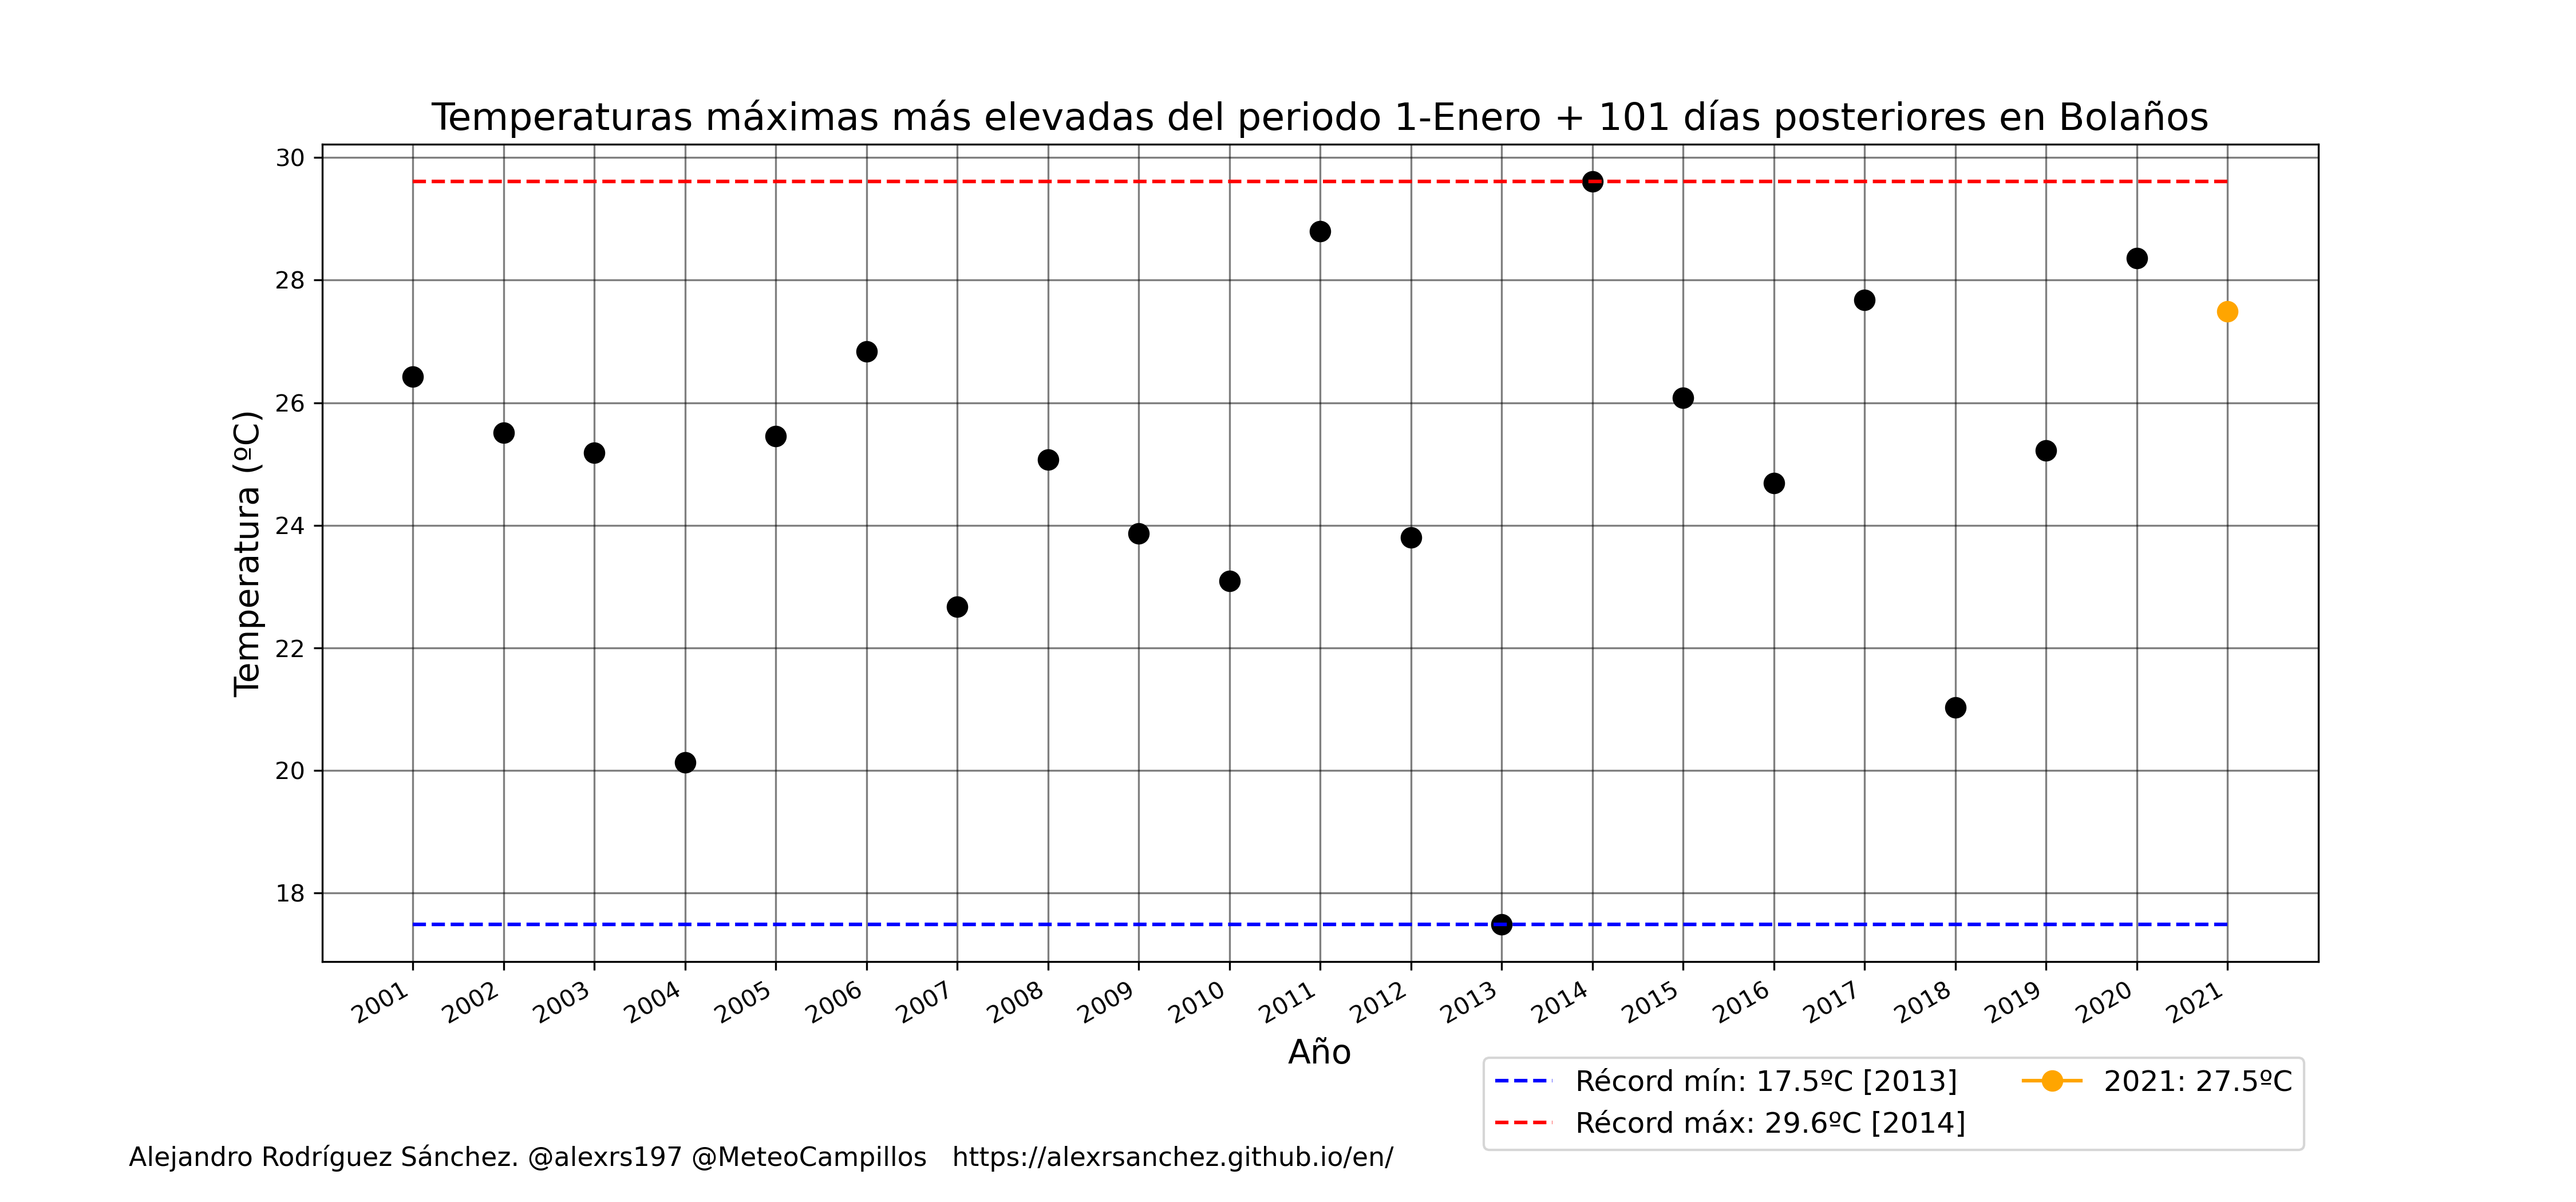 Temperaturas máximas más elevadas del periodo 1-Enero + 101 días posteriores en Bolaños
30
28
26
24
22
20
18
Temperatura (ºC)
2001 2002 2003 2004 2005 2006 2007 2008 2009 2010 2011 2012 2013 2014 2015 2016 2017 2018 2019 2020 2021
Año
Récord mín: 17.5ºC [2013]
Récord máx: 29.6ºC [2014]
2021: 27.5ºC
Alejandro Rodríguez Sánchez. @alexrs197 @MeteoCampillos https://alexrsanchez.github.io/en/